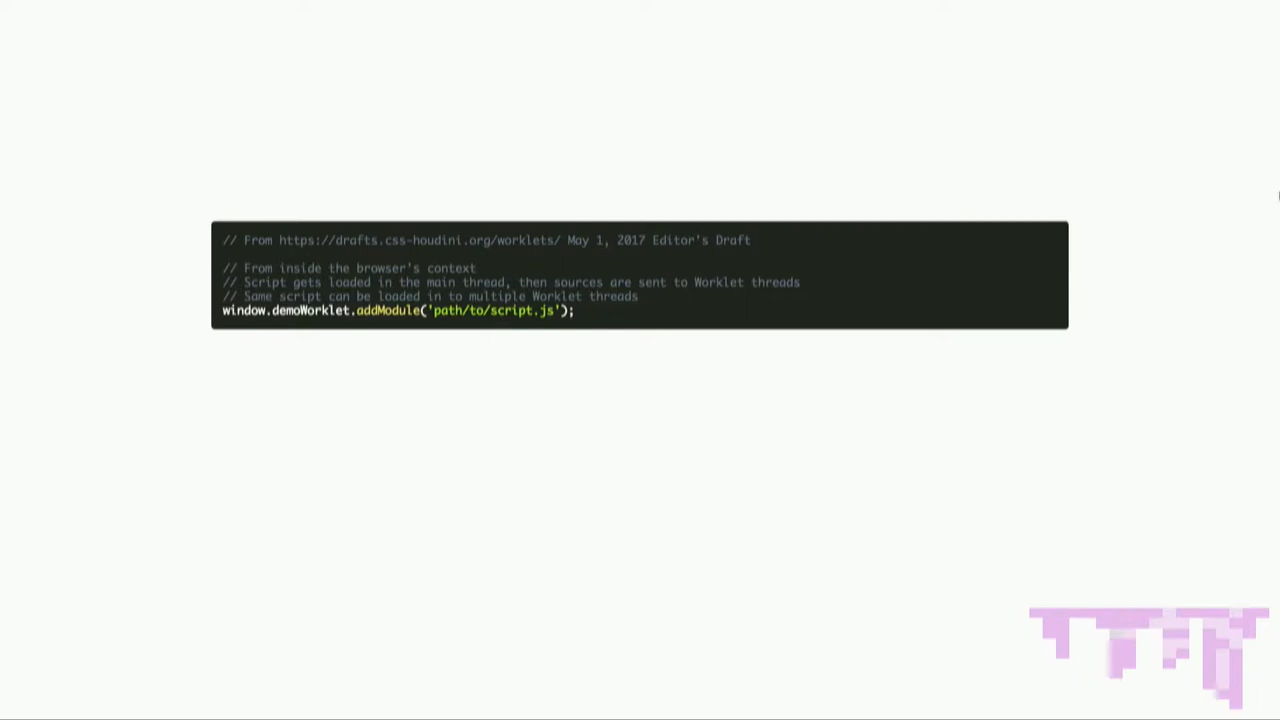 // From https://drafts.css-houdini.org/worklets/ May 1, 2017 Editor's Draft
// From inside the browser's context
// Script gets loaded in the main thread, then sources are sent to Worklet threads
// Same script can be loaded in to multiple Worklet threads
window.demoWorklet.addModule('path/to/script.js');